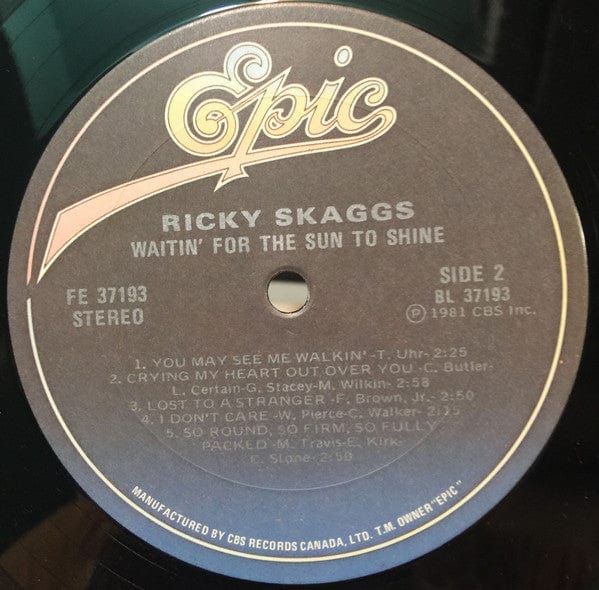 Epic
RICKY SKAGGS
WAITIN' FOR THE SUN TO SHINE
FE 37193
STEREO
SIDE 2
BL 37193
Ⓟ 1981 CBS Inc.
1. YOU MAY SEE ME WALKIN' -T. Uhr- 2:25
2. CRYING MY HEART OUT OVER YOU -C. Butler-
L. Certain-G. Stacey-M. Wilkin- 2:58
3. LOST TO A STRANGER -F. Brown, Jr.- 2:50
4. I DON'T CARE -W. Pierce-C. Walker- 2:15
5. SO ROUND, SO FIRM, SO FULLY
PACKED -M. Travis-E. Kirk-
C. Stone- 2:58
MANUFACTURED BY CBS RECORDS CANADA, LTD. T.M. OWNER "EPIC"